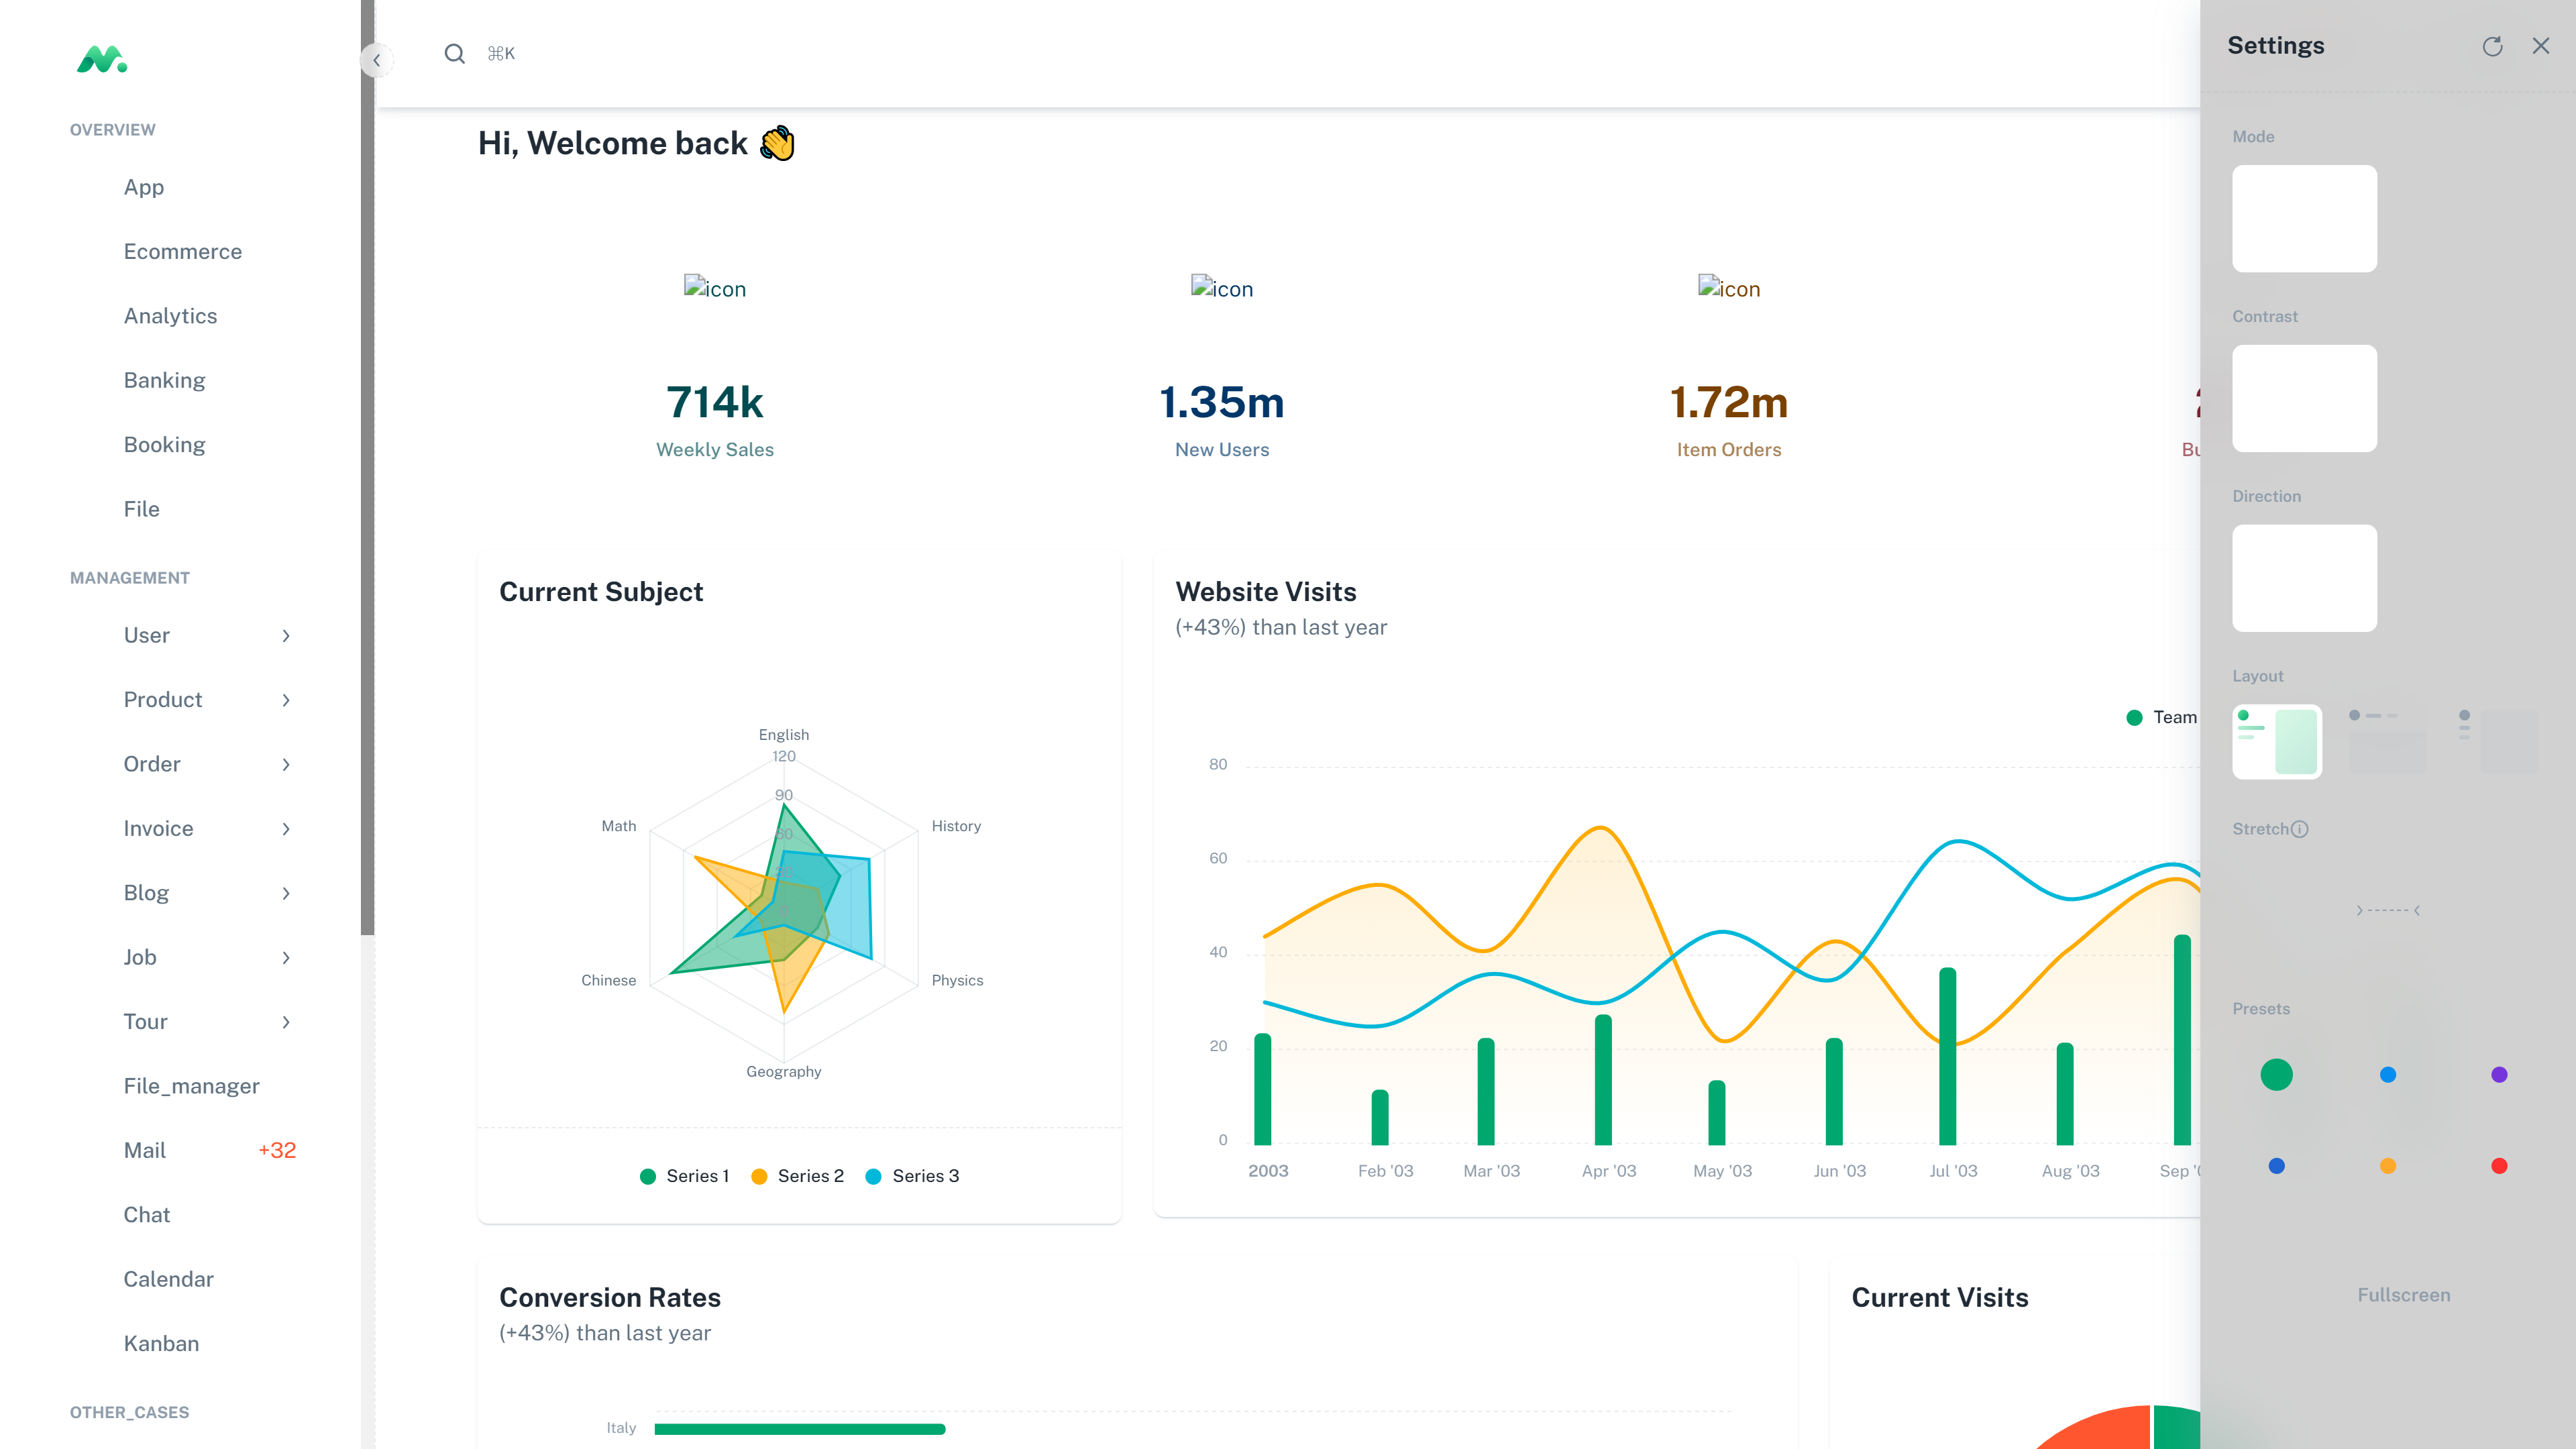 OVERVIEW
App
Ecommerce
Analytics
Banking
Booking
File
MANAGEMENT
User
Product
Order
Invoice
Blog
Job
Tour
File_manager
Mail +32
Chat
Calendar
Kanban
OTHER_CASES
⌘K
Hi, Welcome back 👋
icon
714k
Weekly Sales
icon
1.35m
New Users
icon
1.72m
Item Orders
Current Subject
English
120
90
60
30
0
Math
History
Chinese
Physics
Geography
Series 1 Series 2 Series 3
Website Visits
(+43%) than last year
Team
80
60
40
20
0
2003 Feb '03 Mar '03 Apr '03 May '03 Jun '03 Jul '03 Aug '03 Sep
Conversion Rates
(+43%) than last year
Italy
Current Visits
Settings
Mode
Contrast
Direction
Layout
Stretch
Presets
Fullscreen